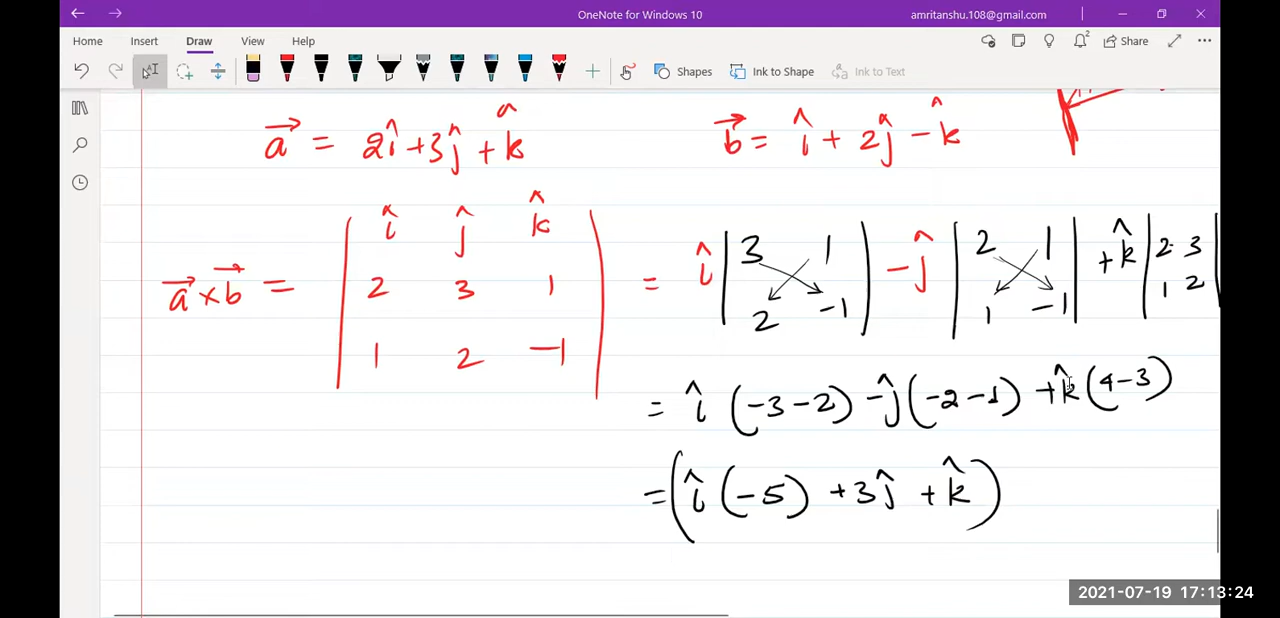 OneNote for Windows 10
amritanshu.108@gmail.com
Home Insert Draw View Help
Share
Shapes Ink to Shape Ink to Text
a⃗ = 2î+3ĵ+k̂
b⃗ = î + 2ĵ - k̂
î ĵ k̂
a⃗ × b⃗ = | 2 3 1 | = î | 3 1 | -ĵ | 2 1 | +k̂ | 2 3 |
2 -1 1 -1 1 2
1 2 -1
= î (-3-2) -ĵ (-2-1) +k̂ (4-3)
= (î (-5) +3ĵ +k̂)
2021-07-19 17:13:24